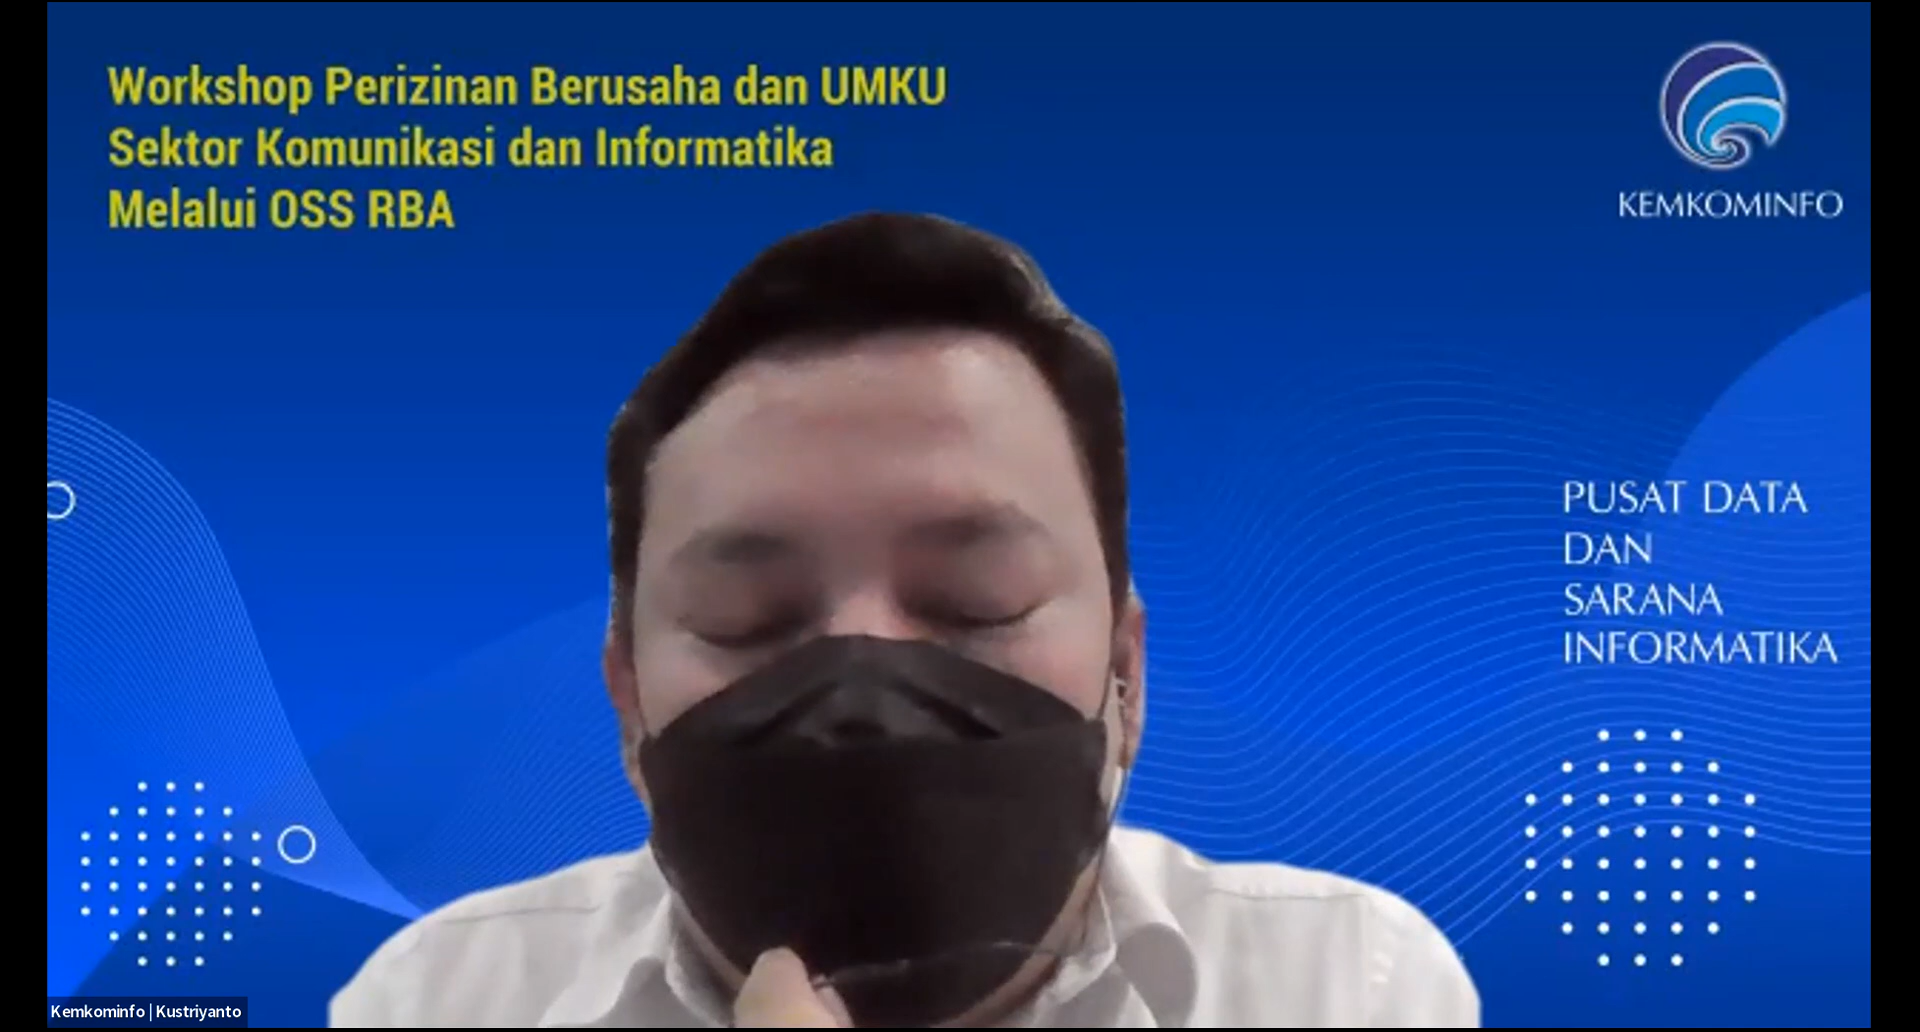 Workshop Perizinan Berusaha dan UMKU
Sektor Komunikasi dan Informatika
Melalui OSS RBA
KEMKOMINFO
PUSAT DATA
DAN
SARANA
INFORMATIKA
Kemkominfo | Kustriyanto